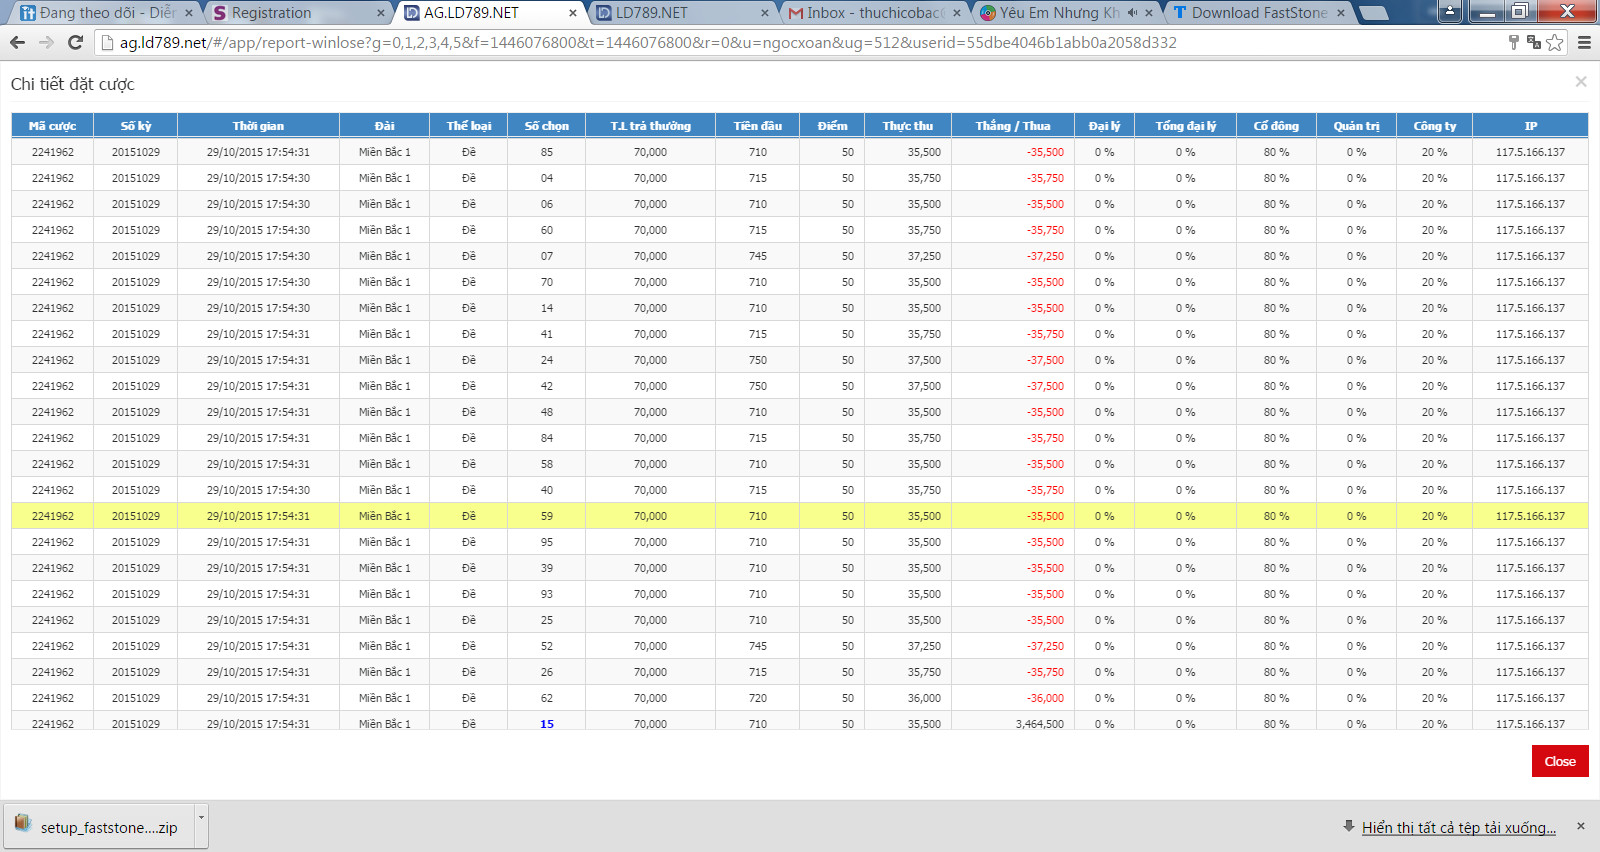 Đang theo dõi - Diễn
Registration
AG.LD789.NET
LD789.NET
Inbox - thuchicobac@
Yêu Em Nhưng Kh
Download FastStone
ag.ld789.net/#/app/report-winlose?g=0,1,2,3,4,5&f=1446076800&t=1446076800&r=0&u=ngocxoan&ug=512&userid=55dbe4046b1abb0a2058d332
Chi tiết đặt cược
Mã cược Số kỳ Thời gian Đài Thể loại Số chọn T.L trả thưởng Tiền đầu Điểm Thực thu Thắng / Thua Đại lý Tổng đại lý Cổ đông Quản trị Công ty IP
2241962 20151029 29/10/2015 17:54:31 Miền Bắc 1 Đề 85 70,000 710 50 35,500 -35,500 0 % 0 % 80 % 0 % 20 % 117.5.166.137
2241962 20151029 29/10/2015 17:54:30 Miền Bắc 1 Đề 04 70,000 715 50 35,750 -35,750 0 % 0 % 80 % 0 % 20 % 117.5.166.137
2241962 20151029 29/10/2015 17:54:30 Miền Bắc 1 Đề 06 70,000 710 50 35,500 -35,500 0 % 0 % 80 % 0 % 20 % 117.5.166.137
2241962 20151029 29/10/2015 17:54:30 Miền Bắc 1 Đề 60 70,000 715 50 35,750 -35,750 0 % 0 % 80 % 0 % 20 % 117.5.166.137
2241962 20151029 29/10/2015 17:54:30 Miền Bắc 1 Đề 07 70,000 745 50 37,250 -37,250 0 % 0 % 80 % 0 % 20 % 117.5.166.137
2241962 20151029 29/10/2015 17:54:30 Miền Bắc 1 Đề 70 70,000 710 50 35,500 -35,500 0 % 0 % 80 % 0 % 20 % 117.5.166.137
2241962 20151029 29/10/2015 17:54:30 Miền Bắc 1 Đề 14 70,000 710 50 35,500 -35,500 0 % 0 % 80 % 0 % 20 % 117.5.166.137
2241962 20151029 29/10/2015 17:54:31 Miền Bắc 1 Đề 41 70,000 715 50 35,750 -35,750 0 % 0 % 80 % 0 % 20 % 117.5.166.137
2241962 20151029 29/10/2015 17:54:31 Miền Bắc 1 Đề 24 70,000 750 50 37,500 -37,500 0 % 0 % 80 % 0 % 20 % 117.5.166.137
2241962 20151029 29/10/2015 17:54:31 Miền Bắc 1 Đề 42 70,000 750 50 37,500 -37,500 0 % 0 % 80 % 0 % 20 % 117.5.166.137
2241962 20151029 29/10/2015 17:54:31 Miền Bắc 1 Đề 48 70,000 710 50 35,500 -35,500 0 % 0 % 80 % 0 % 20 % 117.5.166.137
2241962 20151029 29/10/2015 17:54:31 Miền Bắc 1 Đề 84 70,000 715 50 35,750 -35,750 0 % 0 % 80 % 0 % 20 % 117.5.166.137
2241962 20151029 29/10/2015 17:54:31 Miền Bắc 1 Đề 58 70,000 710 50 35,500 -35,500 0 % 0 % 80 % 0 % 20 % 117.5.166.137
2241962 20151029 29/10/2015 17:54:30 Miền Bắc 1 Đề 40 70,000 715 50 35,750 -35,750 0 % 0 % 80 % 0 % 20 % 117.5.166.137
2241962 20151029 29/10/2015 17:54:31 Miền Bắc 1 Đề 59 70,000 710 50 35,500 -35,500 0 % 0 % 80 % 0 % 20 % 117.5.166.137
2241962 20151029 29/10/2015 17:54:31 Miền Bắc 1 Đề 95 70,000 710 50 35,500 -35,500 0 % 0 % 80 % 0 % 20 % 117.5.166.137
2241962 20151029 29/10/2015 17:54:31 Miền Bắc 1 Đề 39 70,000 710 50 35,500 -35,500 0 % 0 % 80 % 0 % 20 % 117.5.166.137
2241962 20151029 29/10/2015 17:54:31 Miền Bắc 1 Đề 93 70,000 710 50 35,500 -35,500 0 % 0 % 80 % 0 % 20 % 117.5.166.137
2241962 20151029 29/10/2015 17:54:31 Miền Bắc 1 Đề 25 70,000 710 50 35,500 -35,500 0 % 0 % 80 % 0 % 20 % 117.5.166.137
2241962 20151029 29/10/2015 17:54:31 Miền Bắc 1 Đề 52 70,000 745 50 37,250 -37,250 0 % 0 % 80 % 0 % 20 % 117.5.166.137
2241962 20151029 29/10/2015 17:54:31 Miền Bắc 1 Đề 26 70,000 715 50 35,750 -35,750 0 % 0 % 80 % 0 % 20 % 117.5.166.137
2241962 20151029 29/10/2015 17:54:31 Miền Bắc 1 Đề 62 70,000 720 50 36,000 -36,000 0 % 0 % 80 % 0 % 20 % 117.5.166.137
2241962 20151029 29/10/2015 17:54:31 Miền Bắc 1 Đề 15 70,000 710 50 35,500 3,464,500 0 % 0 % 80 % 0 % 20 % 117.5.166.137
Close
setup_faststone....zip
Hiển thị tất cả tệp tải xuống...